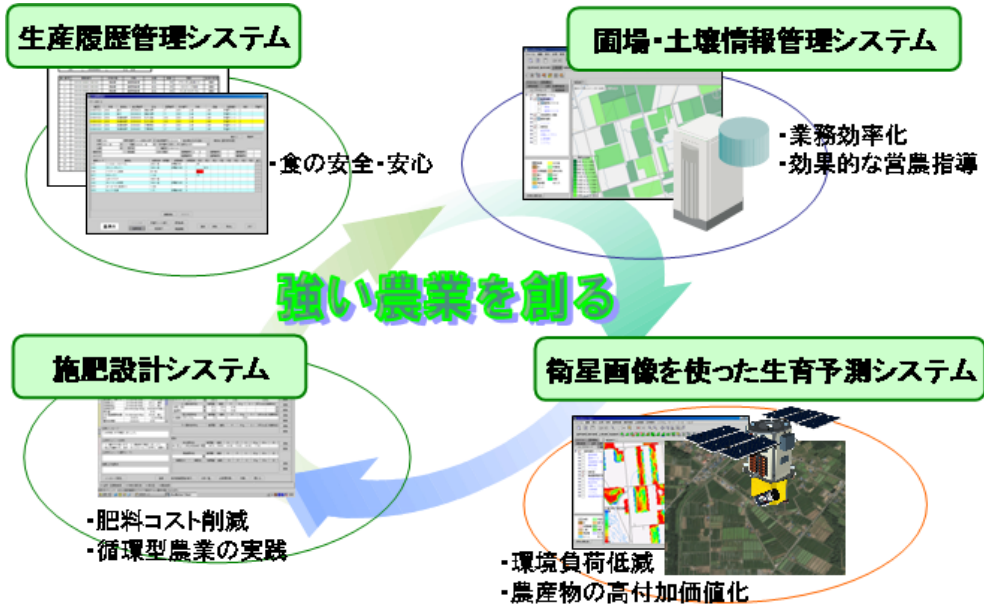 生産履歴管理システム
・食の安全・安心
圃場・土壌情報管理システム
・業務効率化
・効果的な営農指導
強い農業を創る
施肥設計システム
・肥料コスト削減
・循環型農業の実践
衛星画像を使った生育予測システム
・環境負荷低減
・農産物の高付加価値化